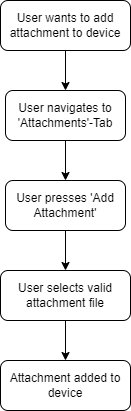 User wants to add
attachment to device
User navigates to
'Attachments'-Tab
User presses 'Add
Attachment'
User selects valid
attachment file
Attachment added to
device